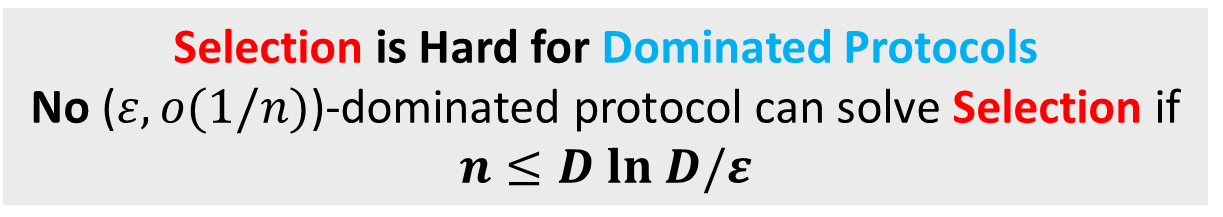 Selection is Hard for Dominated Protocols
No (𝜀, 𝑜(1/𝑛))-dominated protocol can solve Selection if
𝒏 ≤ 𝑫 𝐥𝐧 𝑫/𝜺